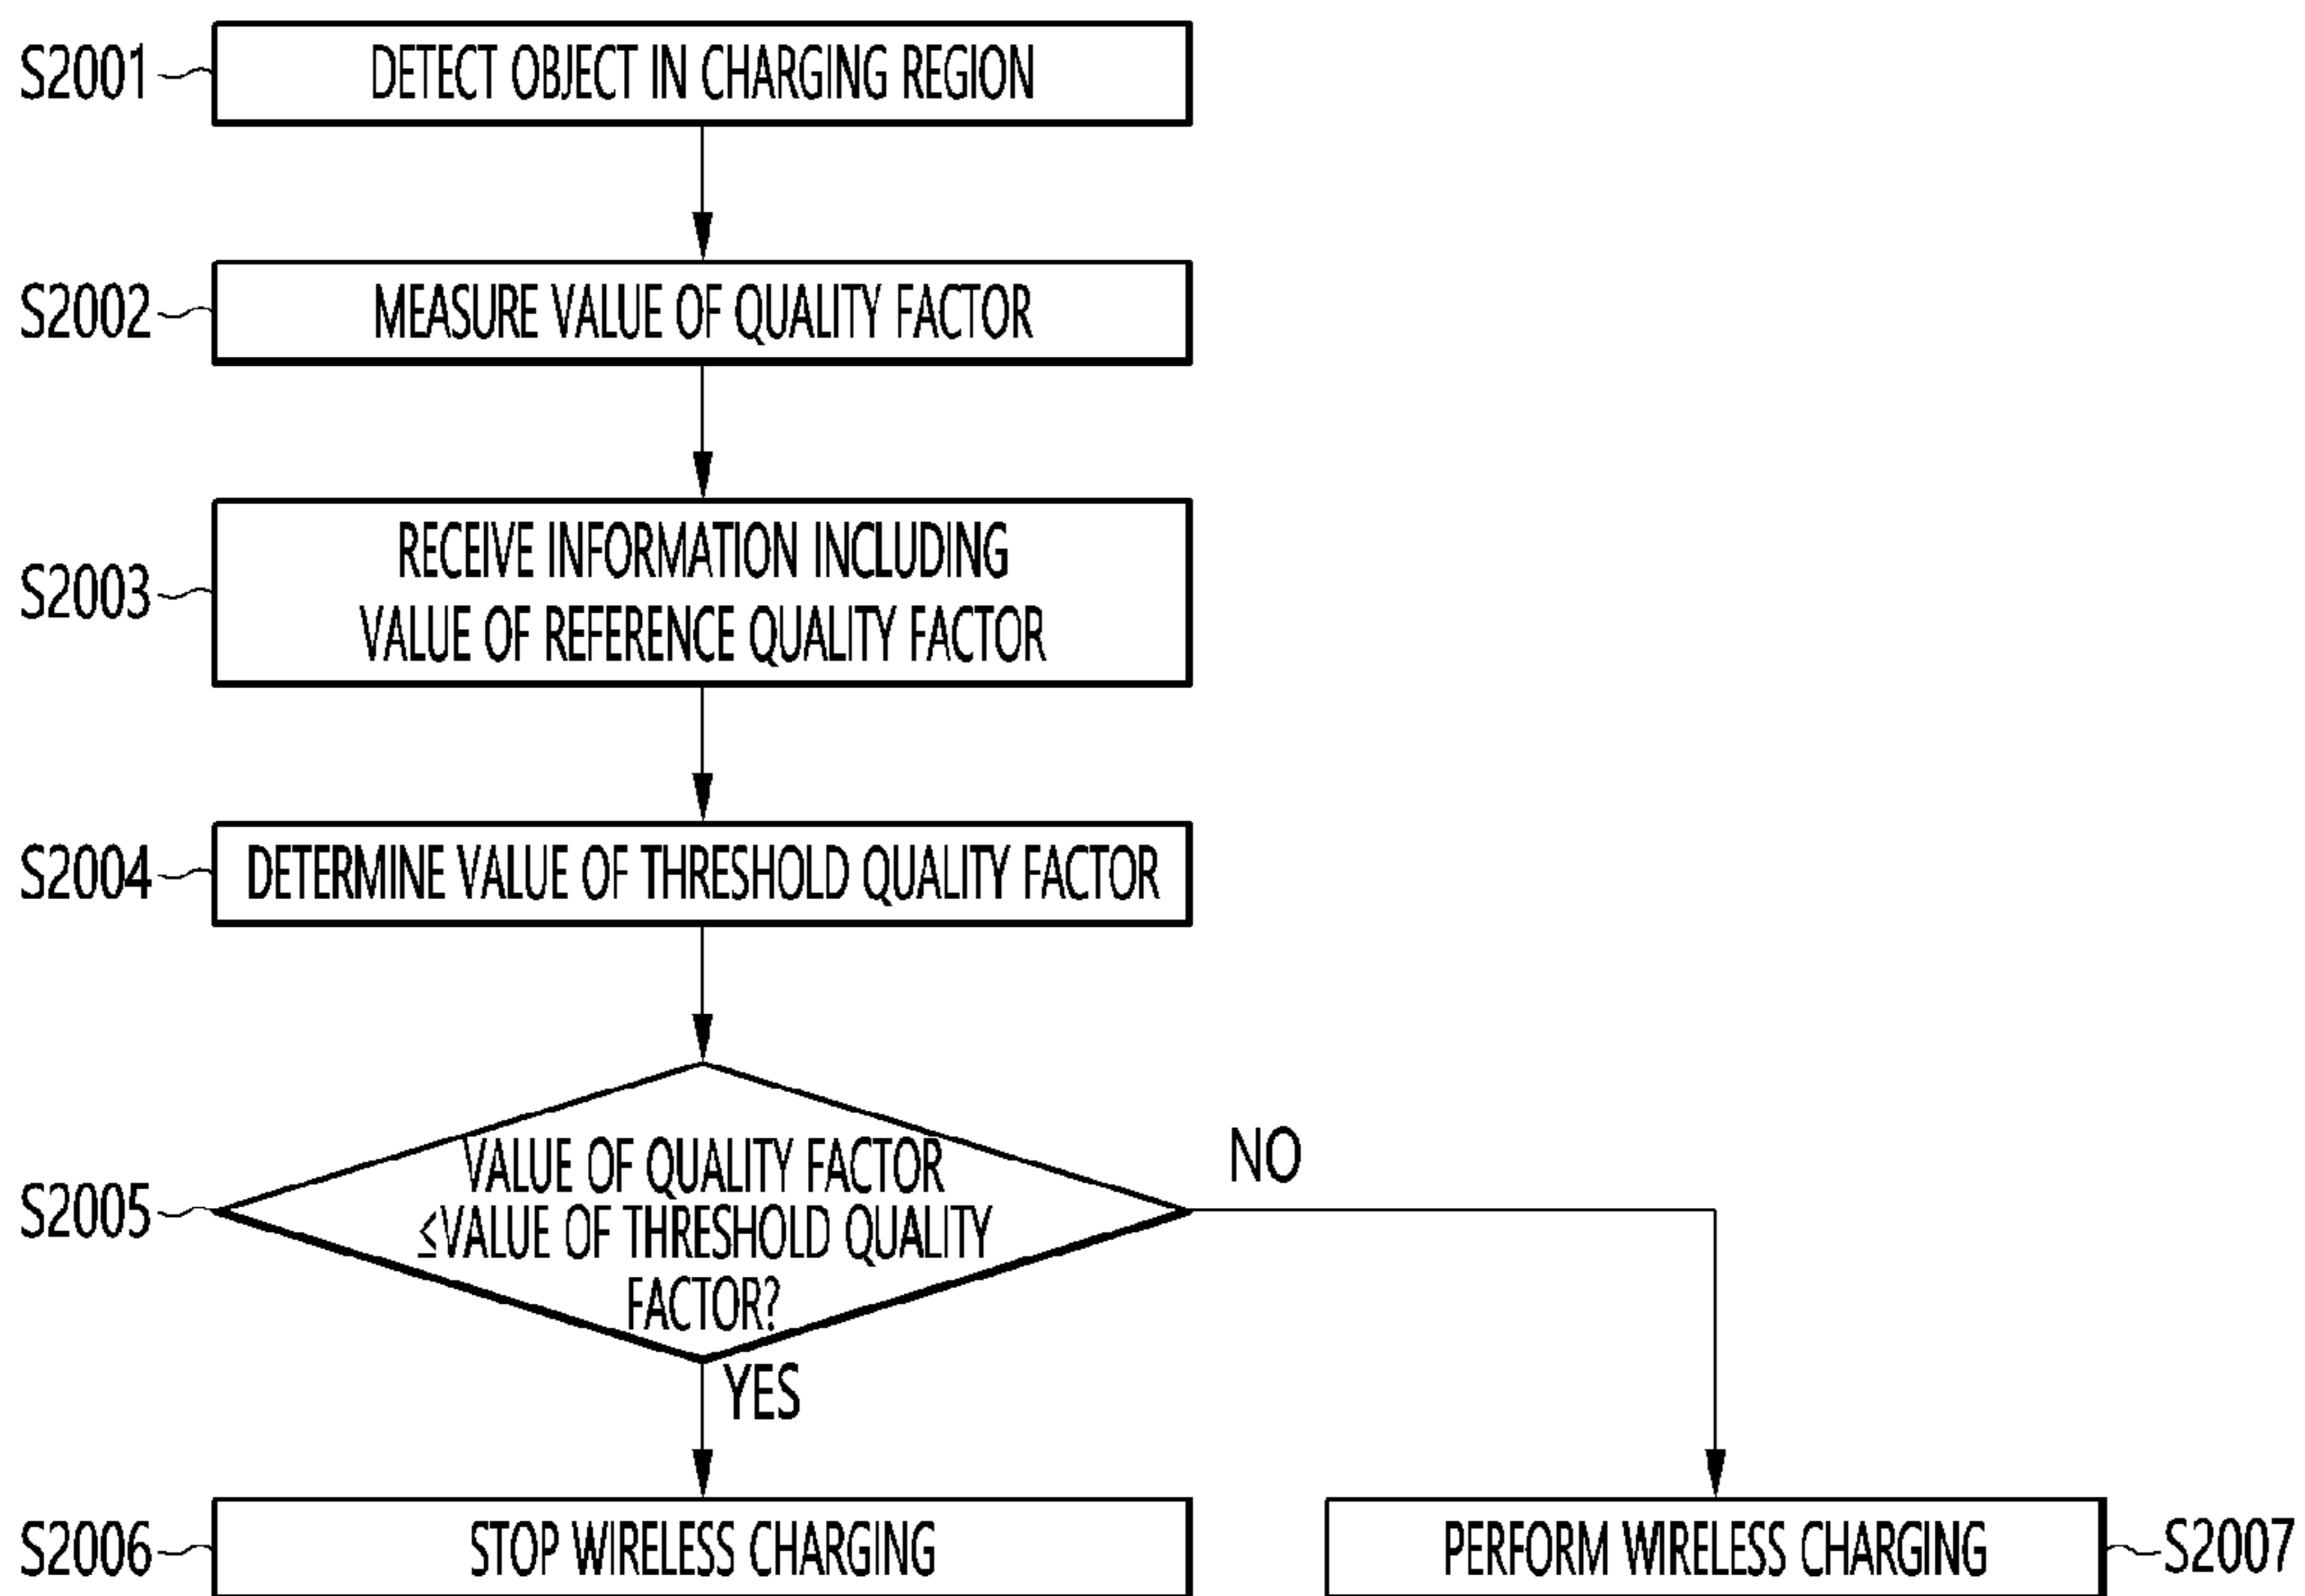 S2001
DETECT OBJECT IN CHARGING REGION
S2002
MEASURE VALUE OF QUALITY FACTOR
S2003
RECEIVE INFORMATION INCLUDING
VALUE OF REFERENCE QUALITY FACTOR
S2004
DETERMINE VALUE OF THRESHOLD QUALITY FACTOR
S2005
VALUE OF QUALITY FACTOR
≤VALUE OF THRESHOLD QUALITY
FACTOR?
NO
YES
S2006
STOP WIRELESS CHARGING
PERFORM WIRELESS CHARGING
S2007